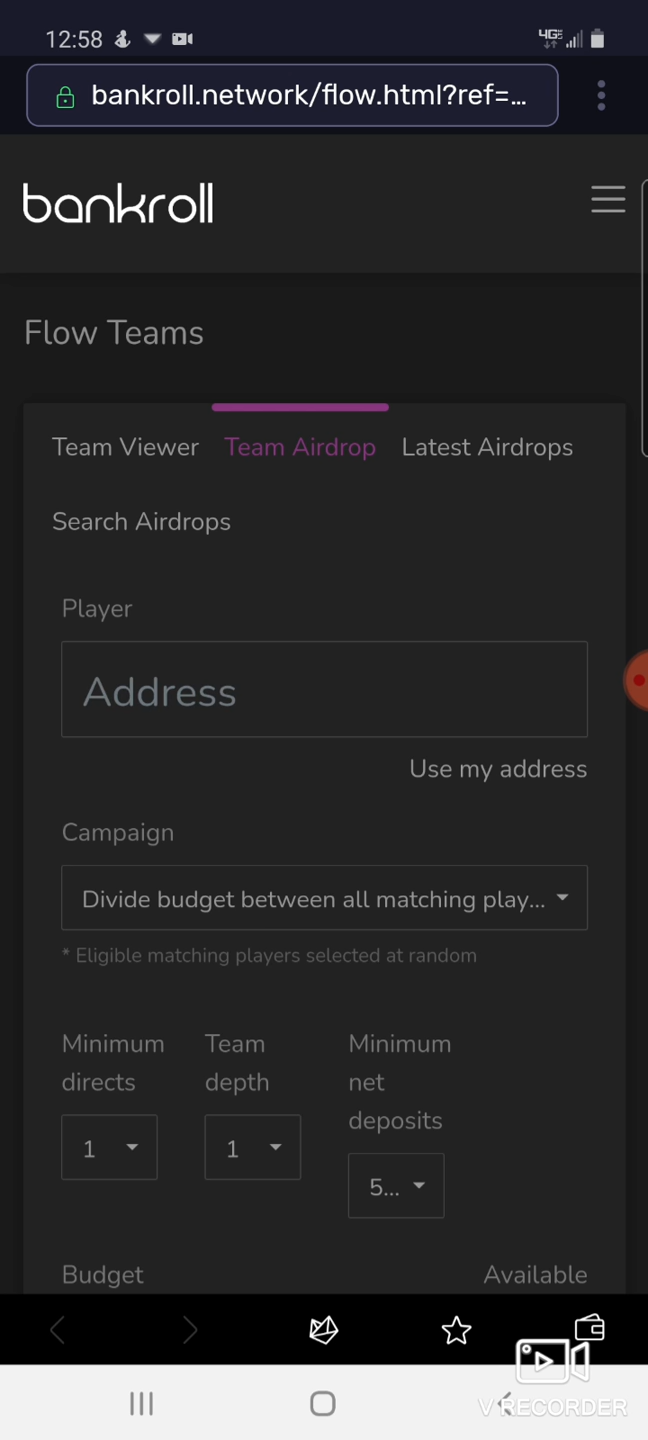 12:58
4G
bankroll.network/flow.html?ref=...
bankroll
Flow Teams
Team Viewer Team Airdrop Latest Airdrops
Search Airdrops
Player
Address
Use my address
Campaign
Divide budget between all matching play...
* Eligible matching players selected at random
Minimum directs
Team depth
Minimum net deposits
1
1
5...
Budget Available
V RECORDER